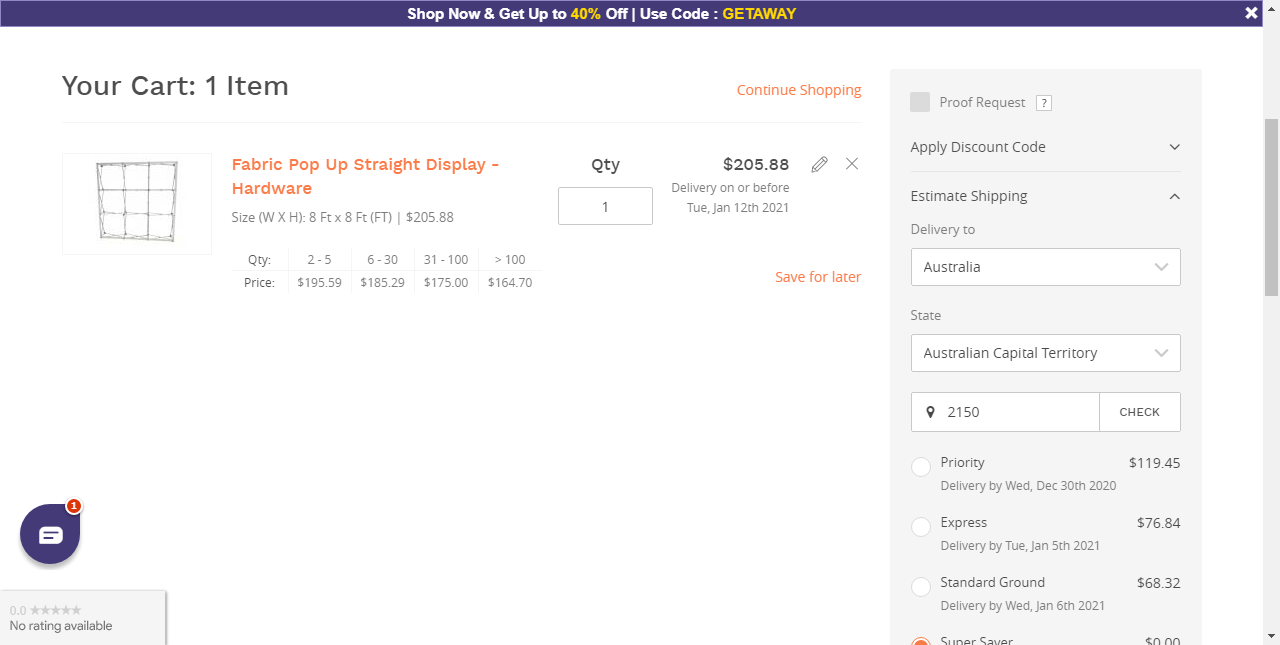 Shop Now & Get Up to 40% Off | Use Code : GETAWAY
Your Cart: 1 Item
Continue Shopping
Fabric Pop Up Straight Display -
Hardware
Size (W X H): 8 Ft x 8 Ft (FT) | $205.88
Qty
1
$205.88
Delivery on or before
Tue, Jan 12th 2021
Qty: 2 - 5 6 - 30 31 - 100 > 100
Price: $195.59 $185.29 $175.00 $164.70
Save for later
Proof Request ?
Apply Discount Code
Estimate Shipping
Delivery to
Australia
State
Australian Capital Territory
2150 CHECK
Priority $119.45
Delivery by Wed, Dec 30th 2020
Express $76.84
Delivery by Tue, Jan 5th 2021
Standard Ground $68.32
Delivery by Wed, Jan 6th 2021
Super Saver $0.00
1
0.0 ★★★★★
No rating available